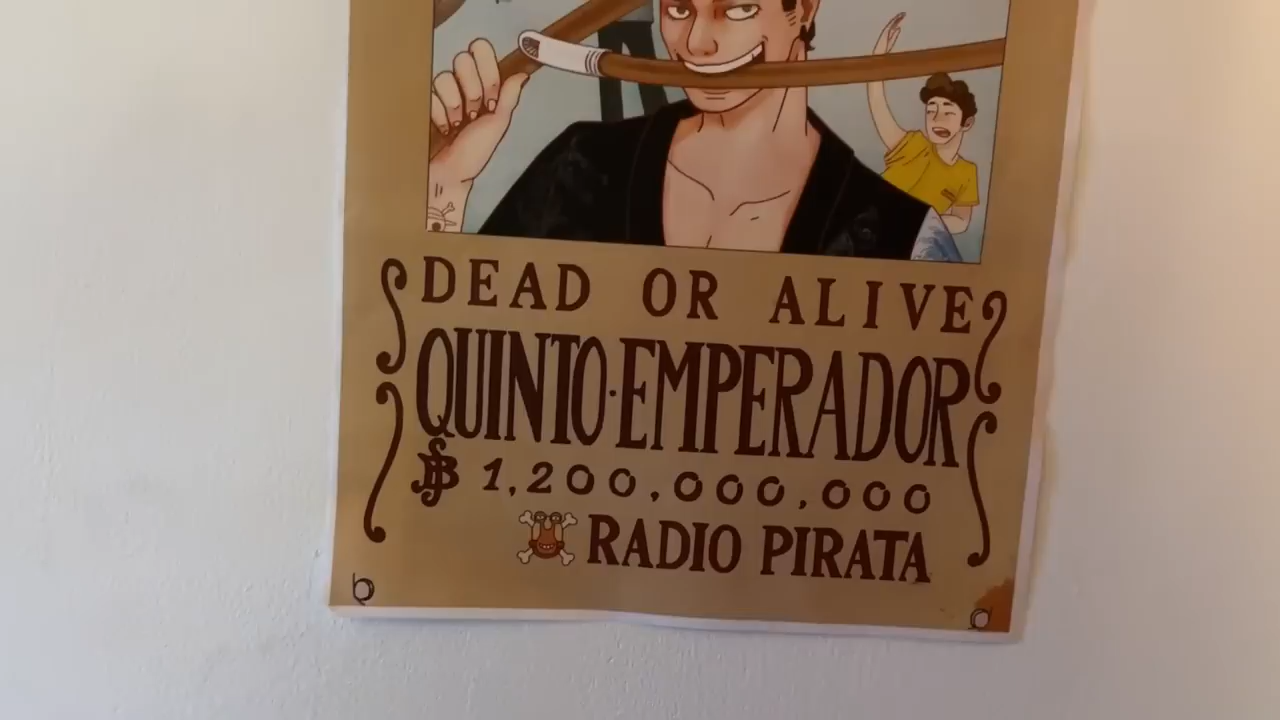 DEAD OR ALIVE
QUINTO·EMPERADOR
฿ 1,200,000,000
RADIO PIRATA